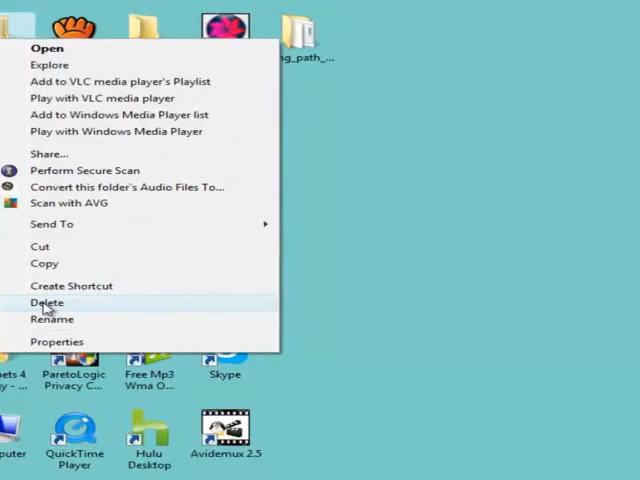 Open
Explore
Add to VLC media player's Playlist
Play with VLC media player
Add to Windows Media Player list
Play with Windows Media Player
Share...
Perform Secure Scan
Convert this folder's Audio Files To...
Scan with AVG
Send To
Cut
Copy
Create Shortcut
Delete
Rename
Properties
ng_path_...
nets 4
gy - ...
ParetoLogic
Privacy C...
Free Mp3
Wma O...
Skype
puter
QuickTime
Player
Hulu
Desktop
Avidemux 2.5